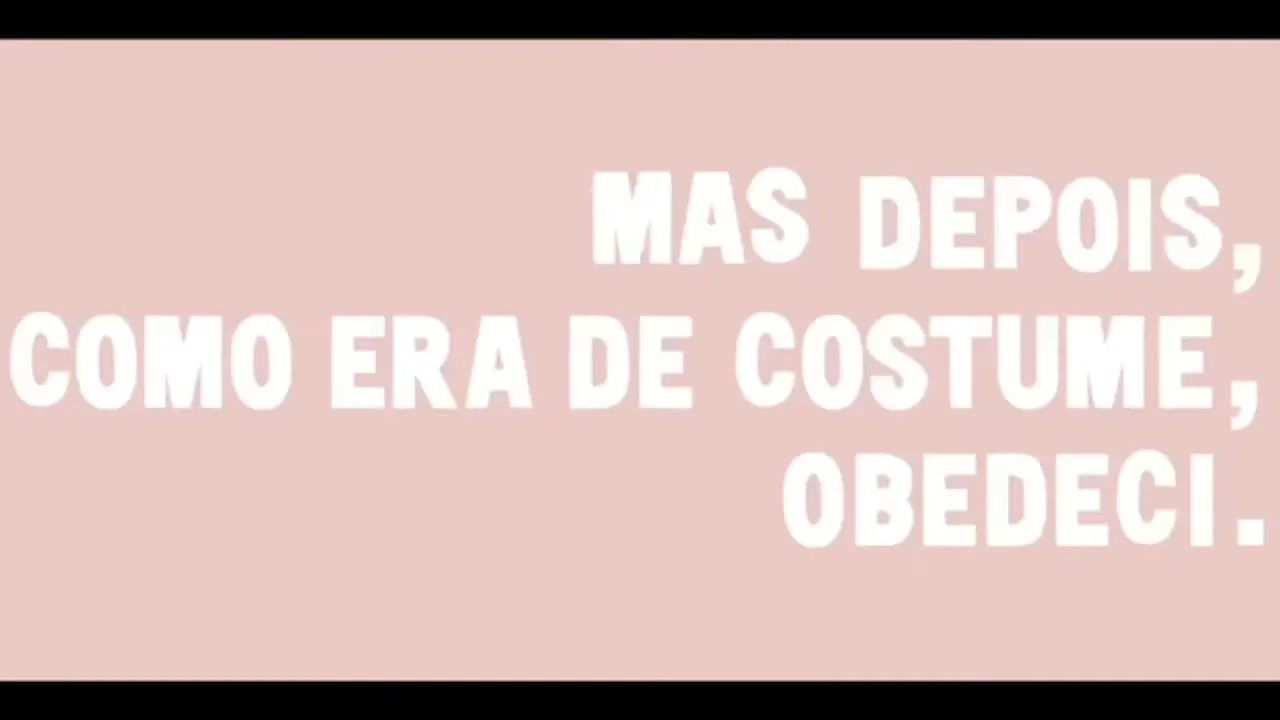 MAS DEPOIS,
COMO ERA DE COSTUME,
OBEDECI.